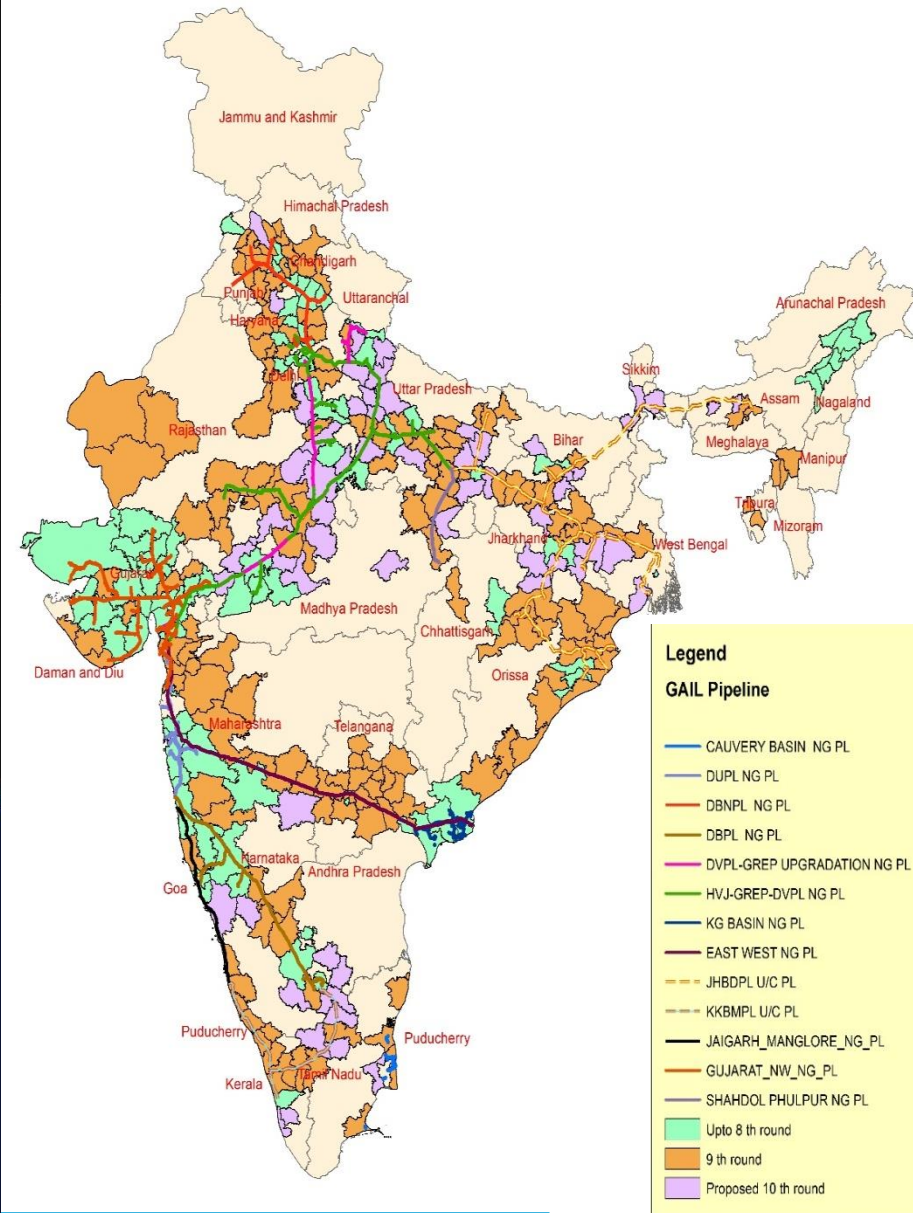 Jammu and Kashmir
Himachal Pradesh
Chandigarh
Punjab
Uttaranchal
Haryana
Arunachal Pradesh
Delhi
Sikkim
Uttar Pradesh
Assam
Nagaland
Rajasthan
Bihar
Meghalaya
Manipur
Tripura
Mizoram
Jharkhand
West Bengal
Gujarat
Madhya Pradesh
Chhattisgarh
Daman and Diu
Orissa
Maharashtra
Telangana
Karnataka
Andhra Pradesh
Goa
Puducherry
Puducherry
Kerala
Tamil Nadu
Legend
GAIL Pipeline
CAUVERY BASIN NG PL
DUPL NG PL
DBNPL NG PL
DBPL NG PL
DVPL-GREP UPGRADATION NG PL
HVJ-GREP-DVPL NG PL
KG BASIN NG PL
EAST WEST NG PL
JHBDPL U/C PL
KKBMPL U/C PL
JAIGARH_MANGLORE_NG_PL
GUJARAT_NW_NG_PL
SHAHDOL PHULPUR NG PL
Upto 8 th round
9 th round
Proposed 10 th round